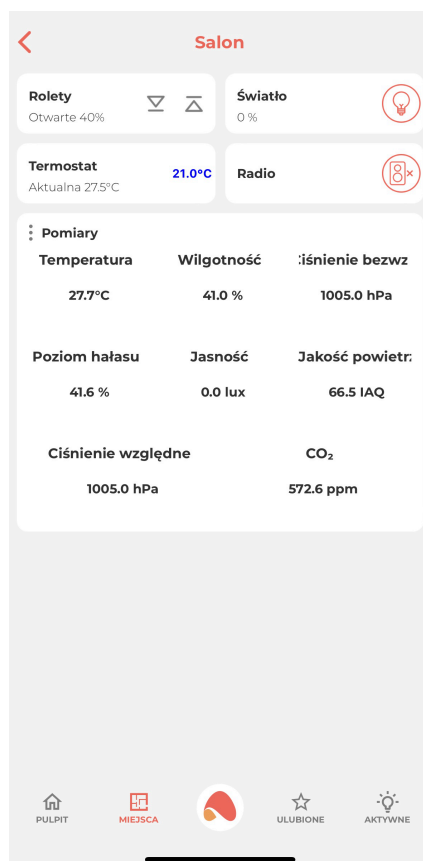 Salon
Rolety
Otwarte 40%
Światło
0 %
Termostat
Aktualna 27.5°C
21.0°C
Radio
Pomiary
Temperatura Wilgotność iśnienie bezwz
27.7°C 41.0 % 1005.0 hPa
Poziom hałasu Jasność Jakość powietrz
41.6 % 0.0 lux 66.5 IAQ
Ciśnienie względne CO₂
1005.0 hPa 572.6 ppm
PULPIT MIEJSCA ULUBIONE AKTYWNE